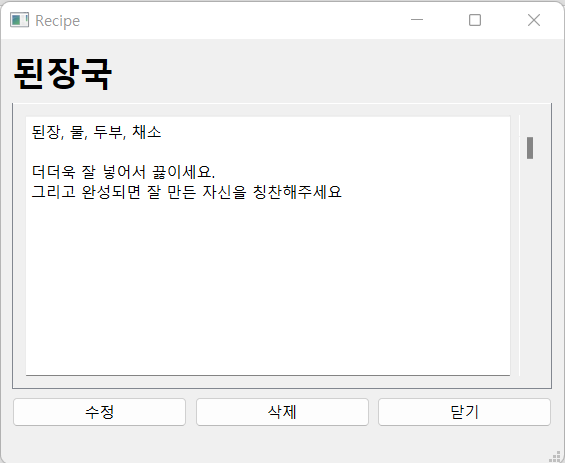 Recipe
된장국
된장, 물, 두부, 채소
더더욱 잘 넣어서 끓이세요.
그리고 완성되면 잘 만든 자신을 칭찬해주세요
수정
삭제
닫기